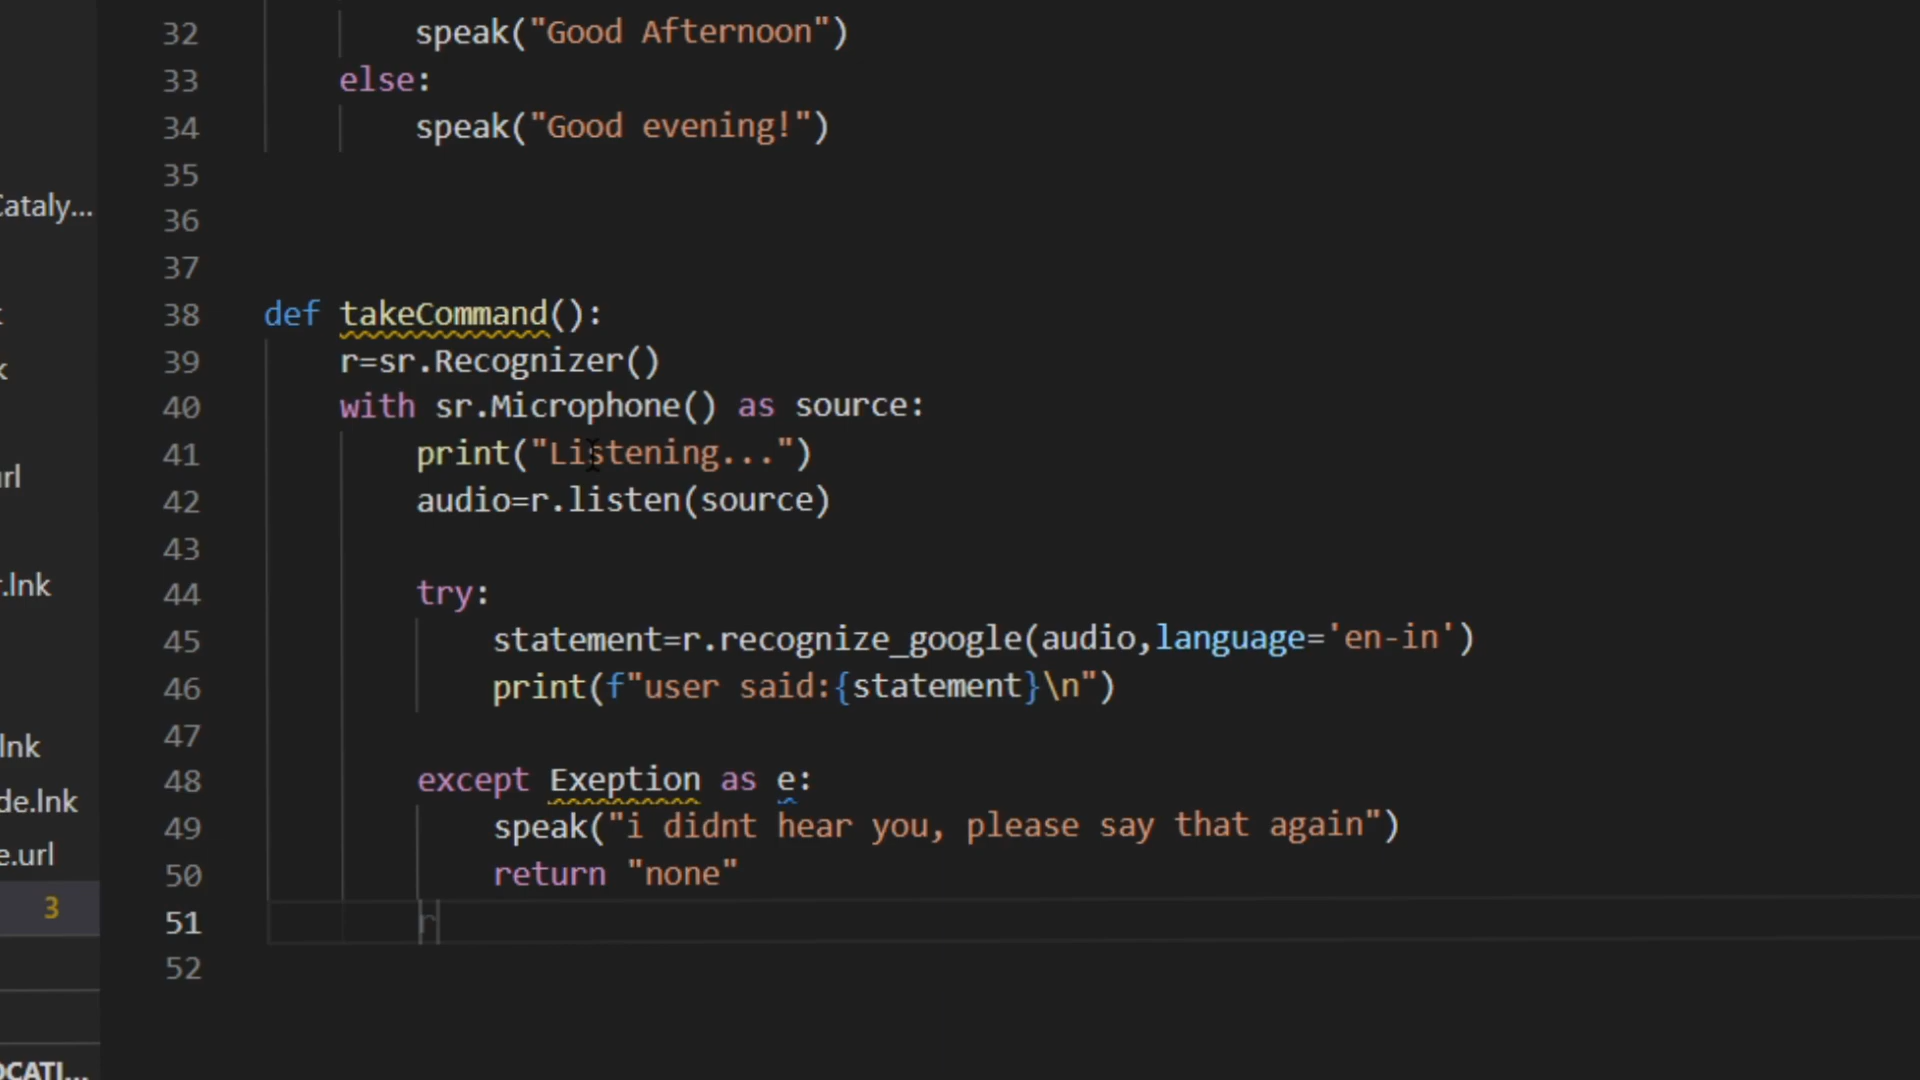 32 speak("Good Afternoon")
33 else:
34 speak("Good evening!")
35
36
37
38 def takeCommand():
39 r=sr.Recognizer()
40 with sr.Microphone() as source:
41 print("Listening...")
42 audio=r.listen(source)
43
44 try:
45 statement=r.recognize_google(audio,language='en-in')
46 print(f"user said:{statement}\n")
47
48 except Exeption as e:
49 speak("i didnt hear you, please say that again")
50 return "none"
51 r
52
Cataly...
k
rl
.lnk
lnk
de.lnk
e.url
3
OCATI...